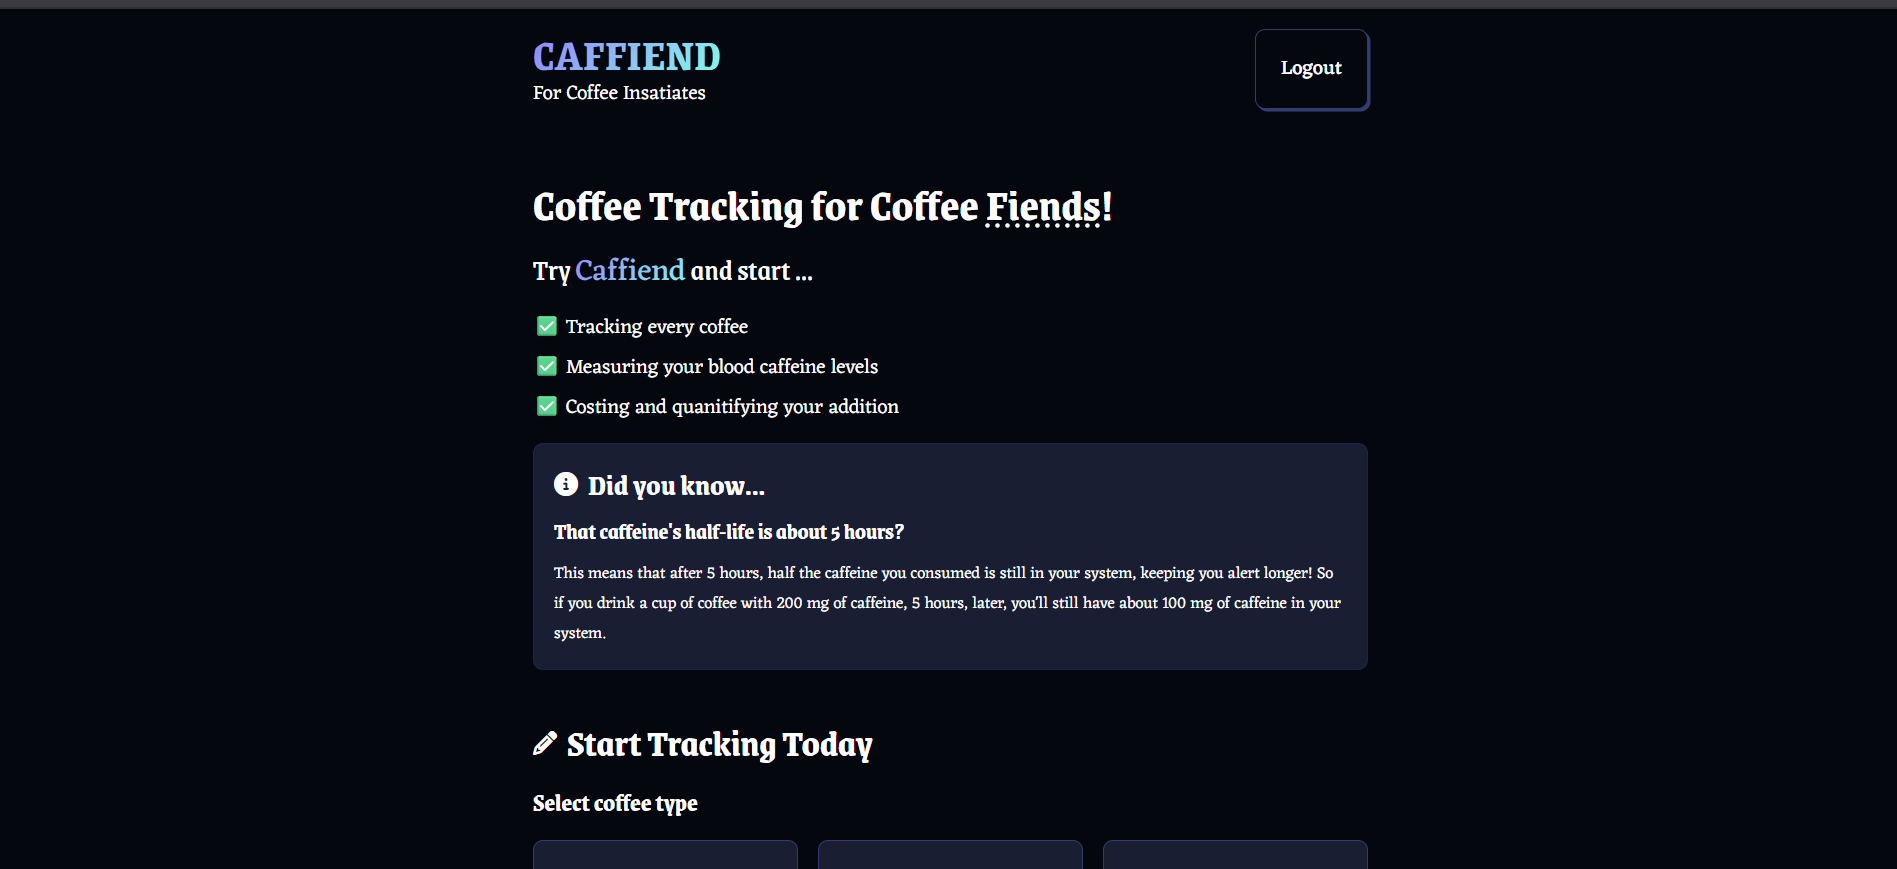 CAFFIEND
For Coffee Insatiates
Logout
Coffee Tracking for Coffee Fiends!
Try Caffiend and start ...
✅ Tracking every coffee
✅ Measuring your blood caffeine levels
✅ Costing and quanitifying your addition
Did you know...
That caffeine's half-life is about 5 hours?
This means that after 5 hours, half the caffeine you consumed is still in your system, keeping you alert longer! So
if you drink a cup of coffee with 200 mg of caffeine, 5 hours, later, you'll still have about 100 mg of caffeine in your
system.
Start Tracking Today
Select coffee type